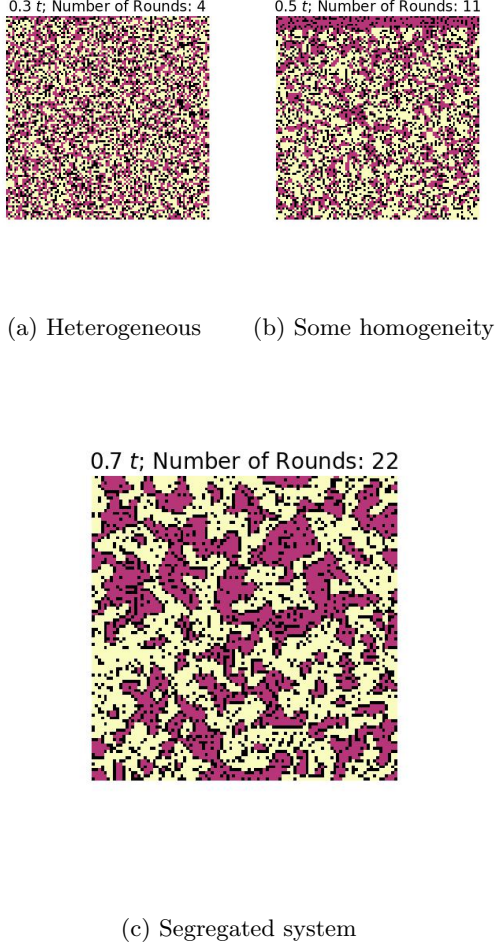 0.3 t; Number of Rounds: 4
0.5 t; Number of Rounds: 11
(a) Heterogeneous
(b) Some homogeneity
0.7 t; Number of Rounds: 22
(c) Segregated system